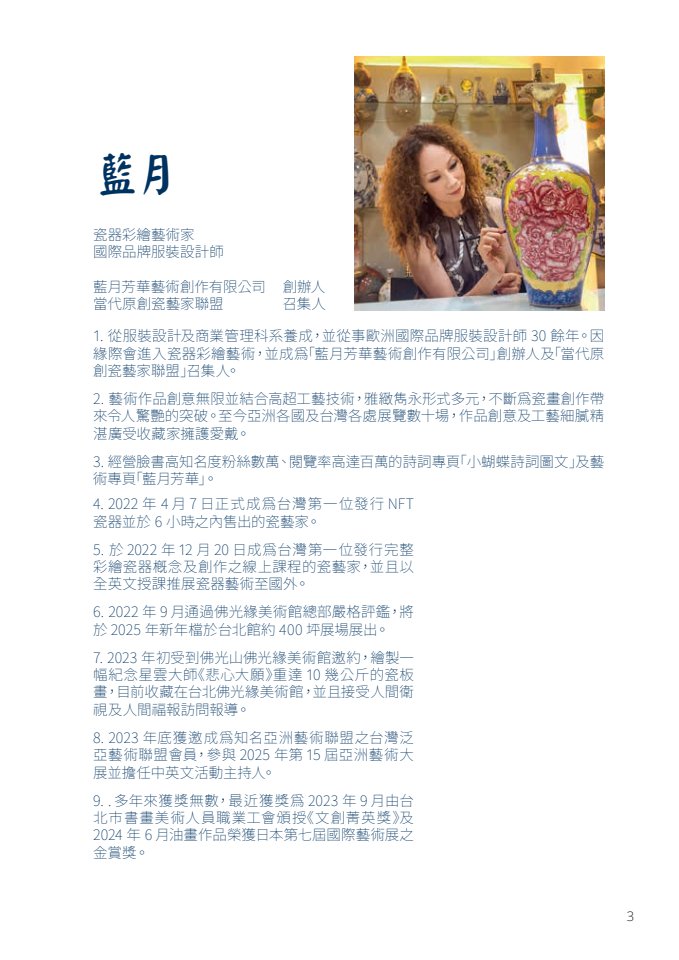 藍月
瓷器彩繪藝術家
國際品牌服裝設計師
藍月芳華藝術創作有限公司 創辦人
當代原創瓷藝家聯盟 召集人
1. 從服裝設計及商業管理科系養成，並從事歐洲國際品牌服裝設計師 30 餘年。因
緣際會進入瓷器彩繪藝術，並成爲「藍月芳華藝術創作有限公司」創辦人及「當代原
創瓷藝家聯盟」召集人。
2. 藝術作品創意無限並結合高超工藝技術，雅緻雋永形式多元，不斷爲瓷畫創作帶
來令人驚艷的突破。至今亞洲各國及台灣各處展覽數十場，作品創意及工藝細膩精
湛廣受收藏家擁護愛戴。
3. 經營臉書高知名度粉絲數萬、閱覽率高達百萬的詩詞專頁「小蝴蝶詩詞圖文」及藝
術專頁「藍月芳華」。
4. 2022 年 4 月 7 日正式成爲台灣第一位發行 NFT
瓷器並於 6 小時之內售出的瓷藝家。
5. 於 2022 年 12 月 20 日成爲台灣第一位發行完整
彩繪瓷器概念及創作之線上課程的瓷藝家，並且以
全英文授課推展瓷器藝術至國外。
6. 2022 年 9 月通過佛光緣美術館總部嚴格評鑑，將
於 2025 年新年檔於台北館約 400 坪展場展出。
7. 2023 年初受到佛光山佛光緣美術館邀約，繪製一
幅紀念星雲大師《悲心大願》重達 10 幾公斤的瓷板
畫，目前收藏在台北佛光緣美術館，並且接受人間衛
視及人間福報訪問報導。
8. 2023 年底獲邀成爲知名亞洲藝術聯盟之台灣泛
亞藝術聯盟會員，參與 2025 年第 15 屆亞洲藝術大
展並擔任中英文活動主持人。
9. . 多年來獲獎無數，最近獲獎爲 2023 年 9 月由台
北市書畫美術人員職業工會頒授《文創菁英獎》及
2024 年 6 月油畫作品榮獲日本第七屆國際藝術展之
金賞獎。
3